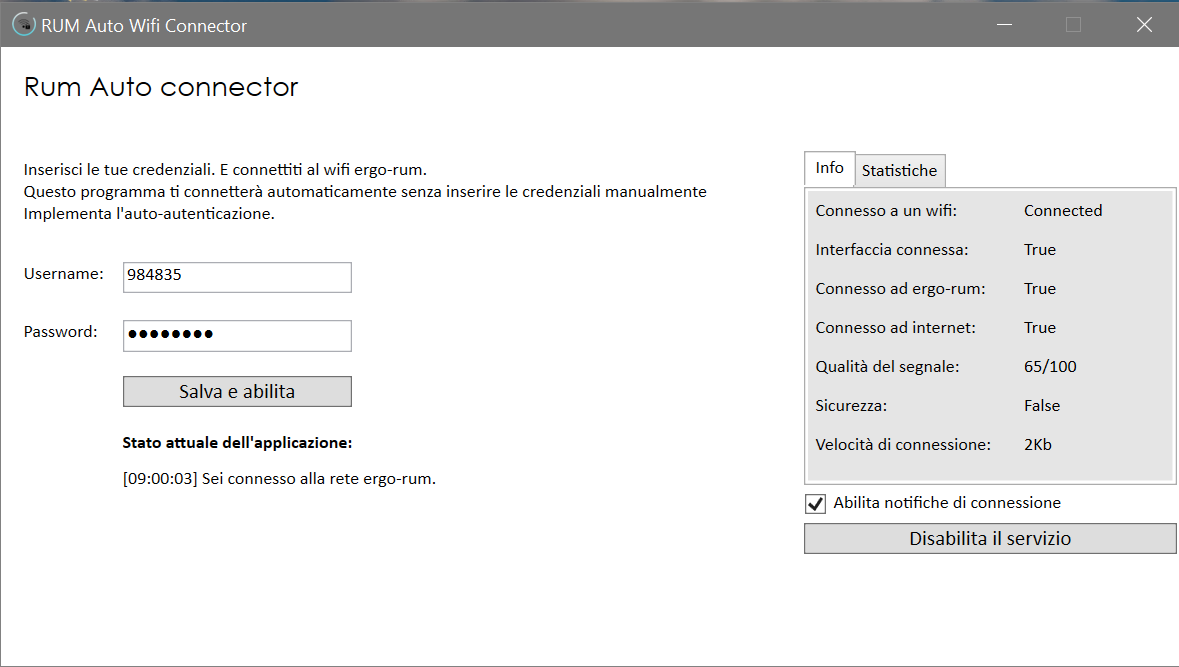 RUM Auto Wifi Connector
Rum Auto connector
Inserisci le tue credenziali. E connettiti al wifi ergo-rum.
Questo programma ti connetterà automaticamente senza inserire le credenziali manualmente
Implementa l'auto-autenticazione.
Username: 984835
Password: ●●●●●●●●
Salva e abilita
Stato attuale dell'applicazione:
[09:00:03] Sei connesso alla rete ergo-rum.
Info Statistiche
Connesso a un wifi: Connected
Interfaccia connessa: True
Connesso ad ergo-rum: True
Connesso ad internet: True
Qualità del segnale: 65/100
Sicurezza: False
Velocità di connessione: 2Kb
Abilita notifiche di connessione
Disabilita il servizio